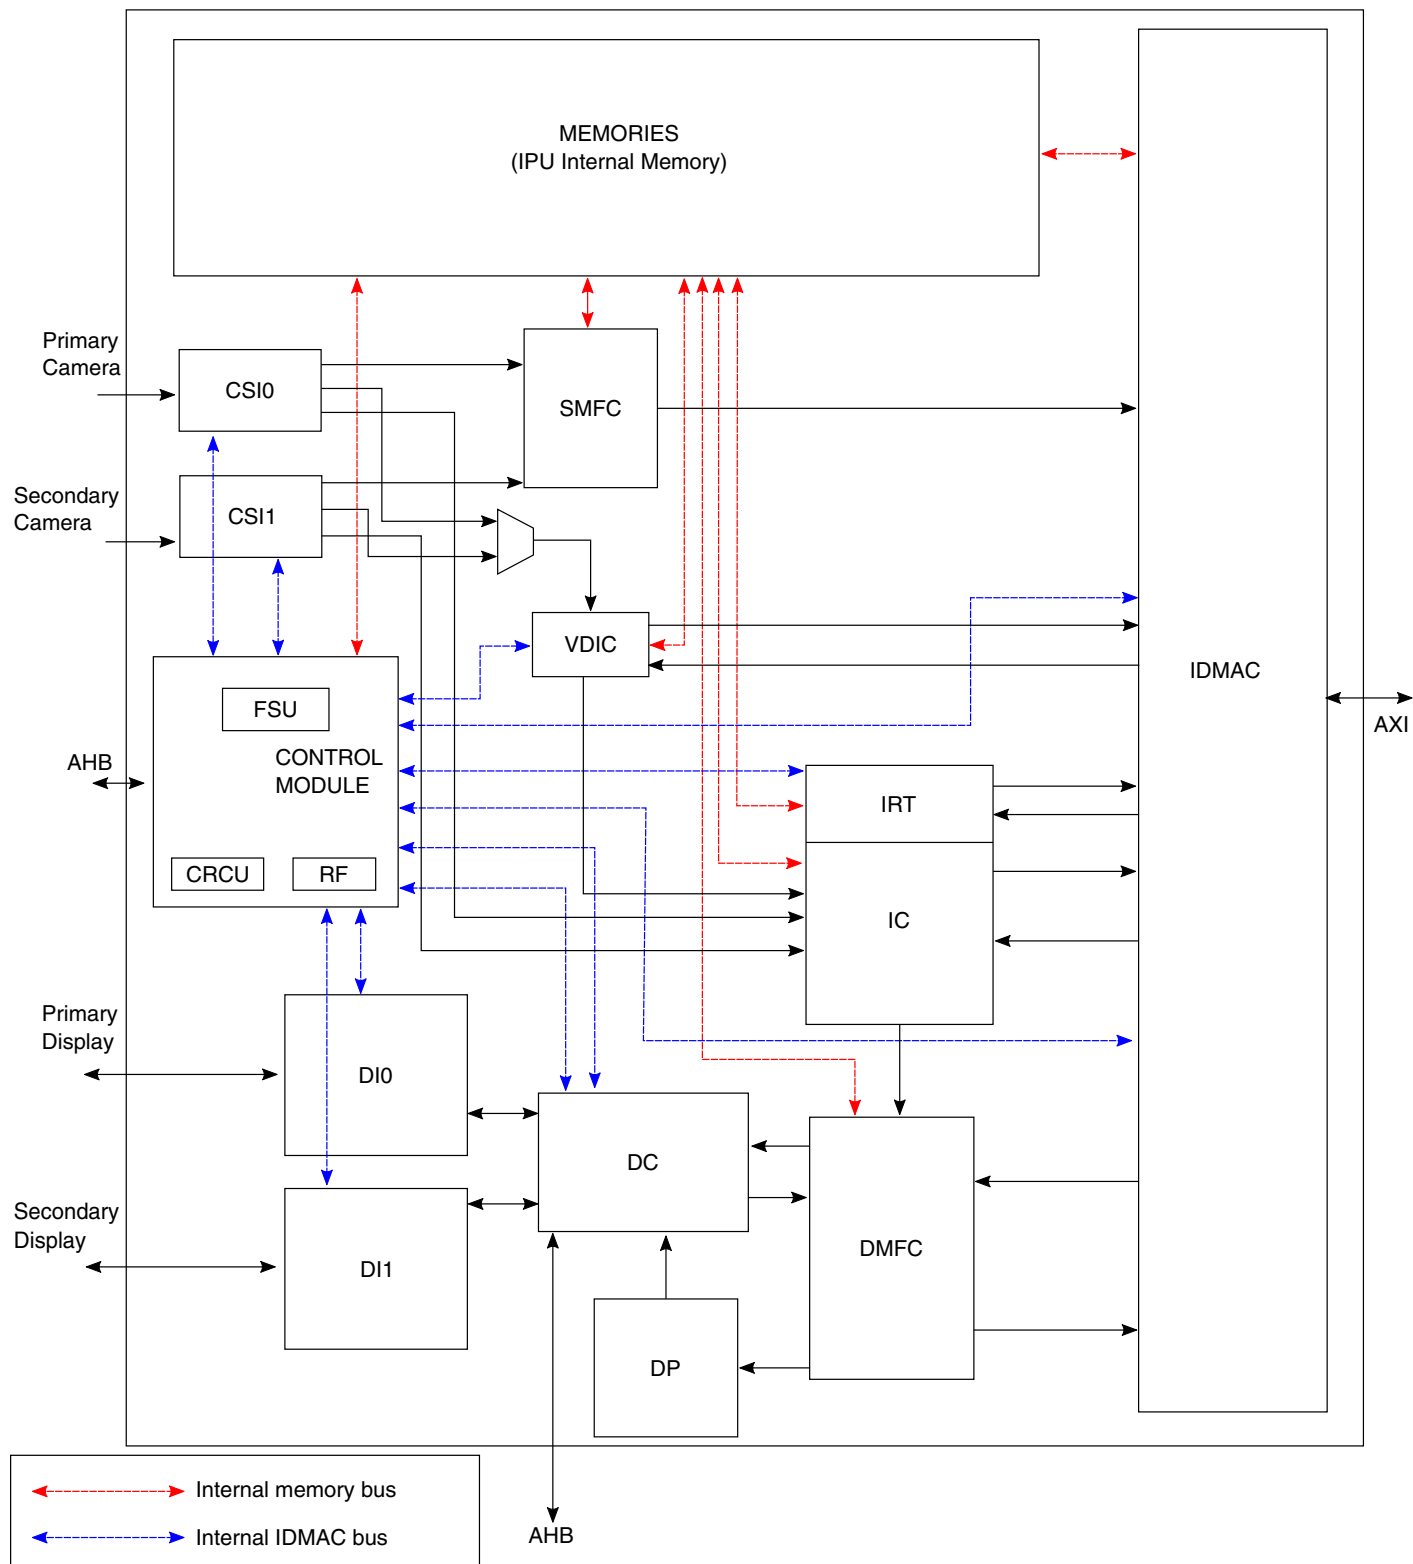 MEMORIES
(IPU Internal Memory)
Primary
Camera
CSI0
SMFC
Secondary
Camera
CSI1
VDIC
IDMAC
FSU
AXI
AHB
CONTROL
MODULE
IRT
CRCU
RF
IC
Primary
Display
DI0
DC
Secondary
Display
DI1
DMFC
DP
Internal memory bus
Internal IDMAC bus
AHB